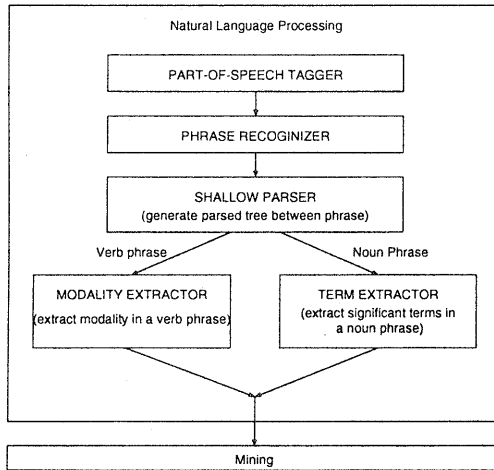 Natural Language Processing
PART-OF-SPEECH TAGGER
PHRASE RECOGINIZER
SHALLOW PARSER
(generate parsed tree between phrase)
Verb phrase
Noun Phrase
MODALITY EXTRACTOR
(extract modality in a verb phrase)
TERM EXTRACTOR
(extract significant terms in
a noun phrase)
Mining